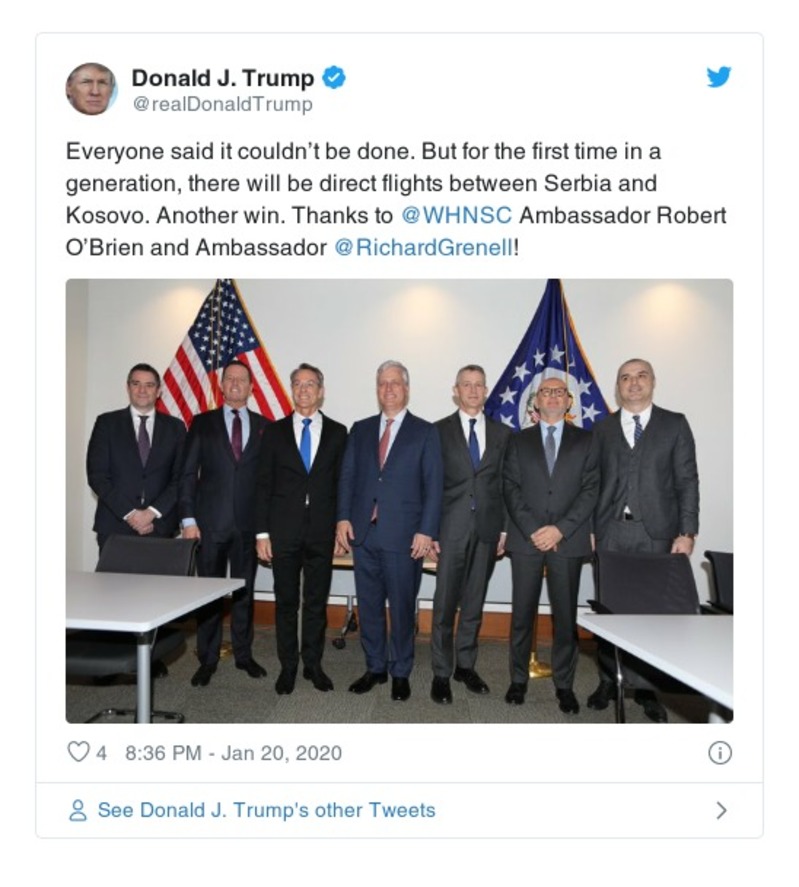 Donald J. Trump
@realDonaldTrump
Everyone said it couldn’t be done. But for the first time in a
generation, there will be direct flights between Serbia and
Kosovo. Another win. Thanks to @WHNSC Ambassador Robert
O’Brien and Ambassador @RichardGrenell!
4 8:36 PM - Jan 20, 2020
See Donald J. Trump's other Tweets